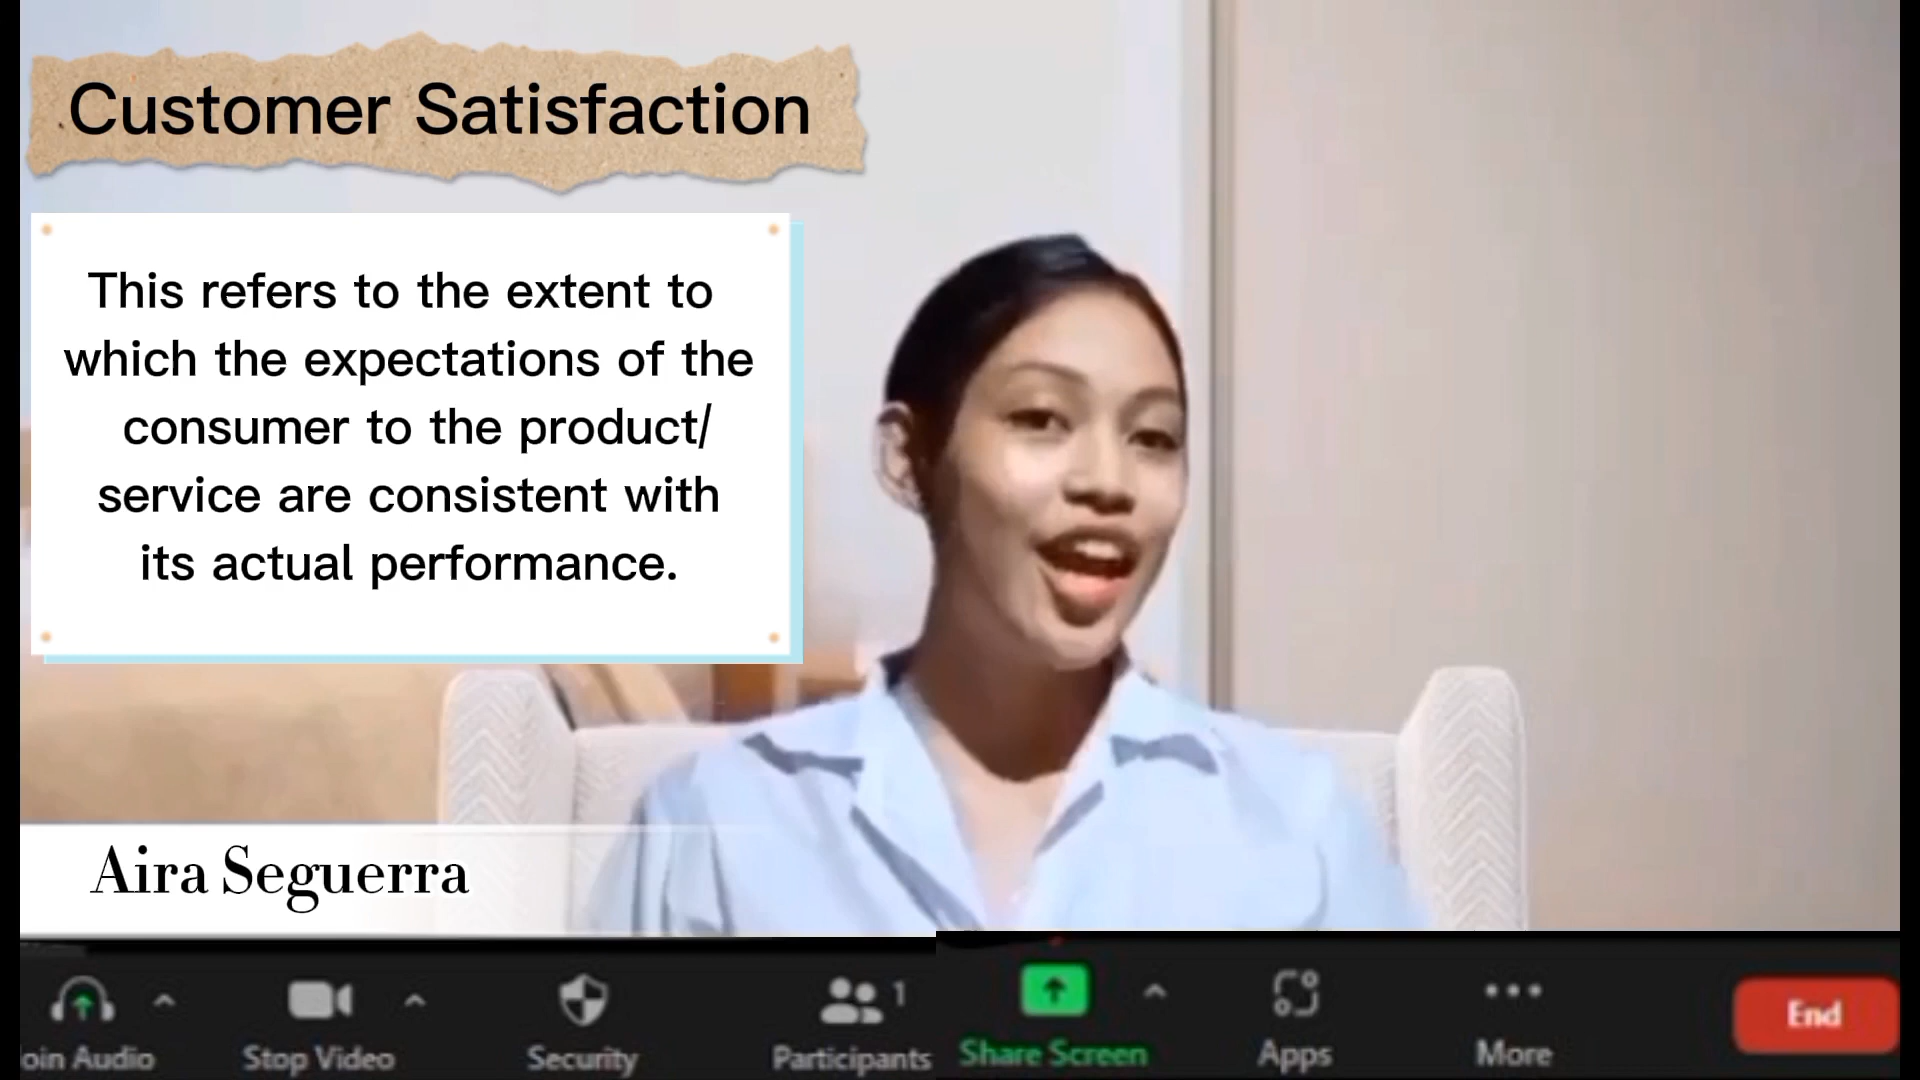 Customer Satisfaction
This refers to the extent to
which the expectations of the
consumer to the product/
service are consistent with
its actual performance.
Aira Seguerra
1
oin Audio
Stop Video
Security
Participants
Share Screen
Apps
More
End